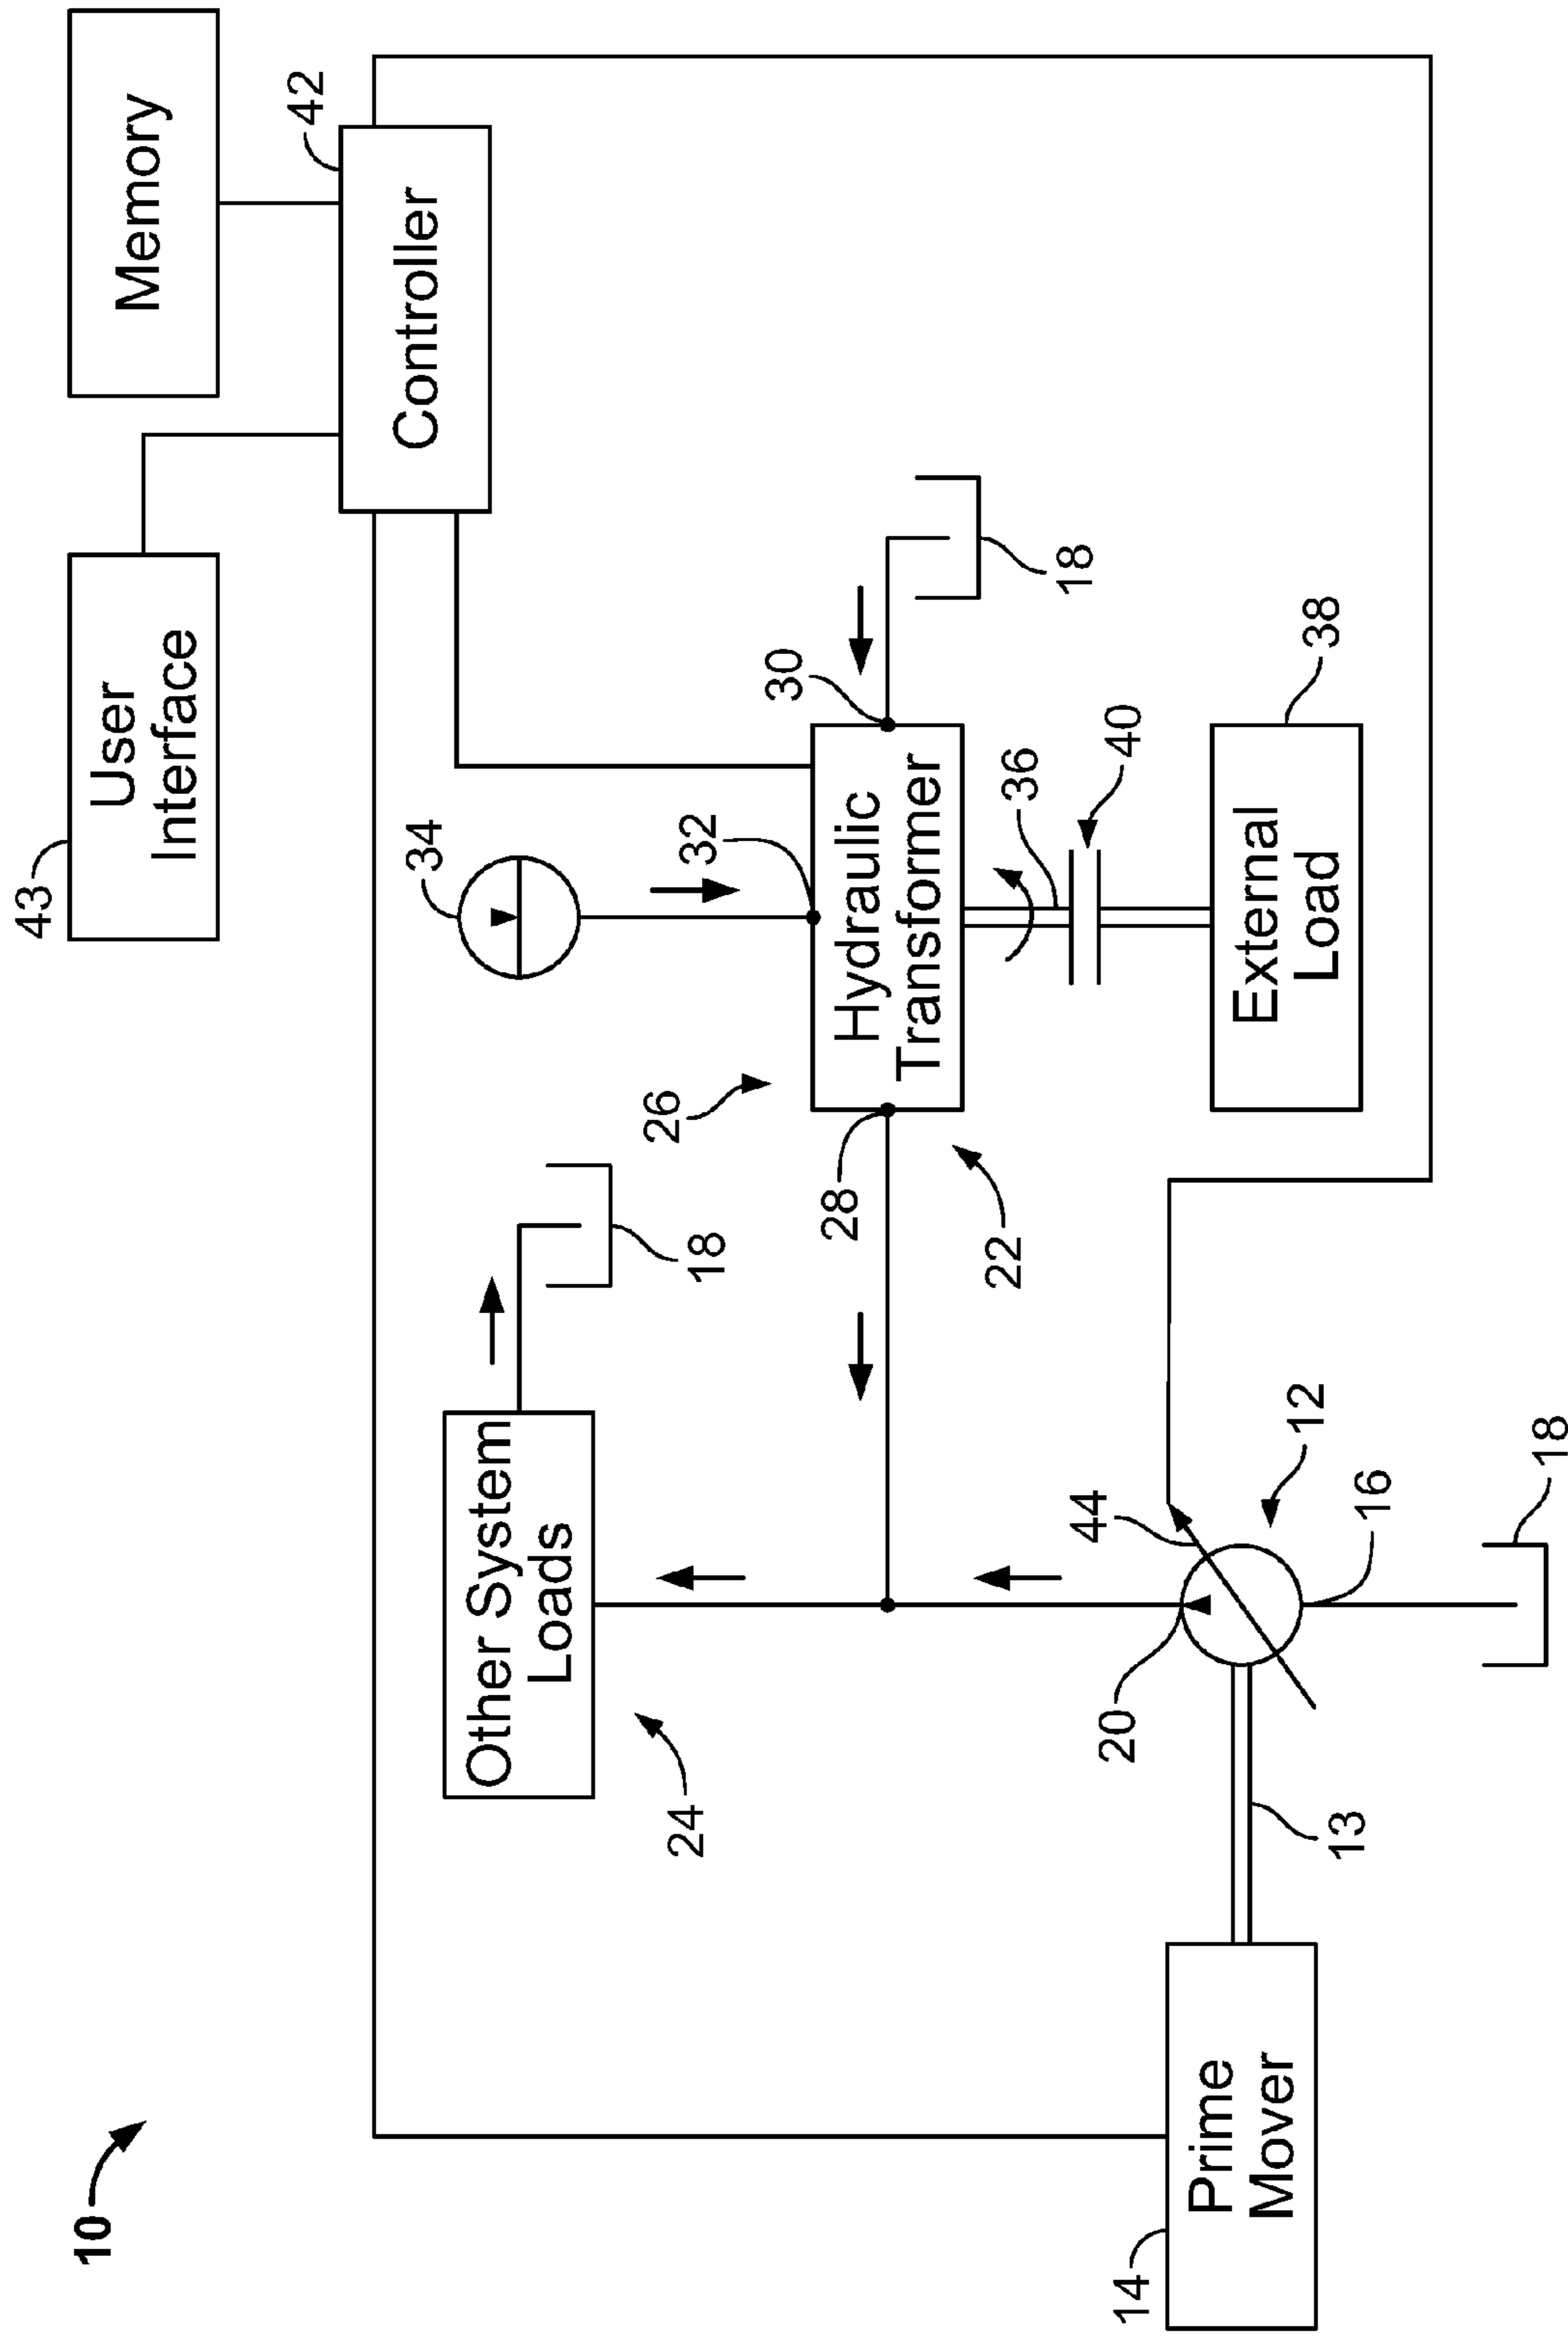 10
14
Prime
Mover
13
20
44
12
16
18
24
Other System
Loads
18
28
22
26
Hydraulic
Transformer
34
32
30
18
36
40
External
Load
38
43
User
Interface
Controller
42
Memory